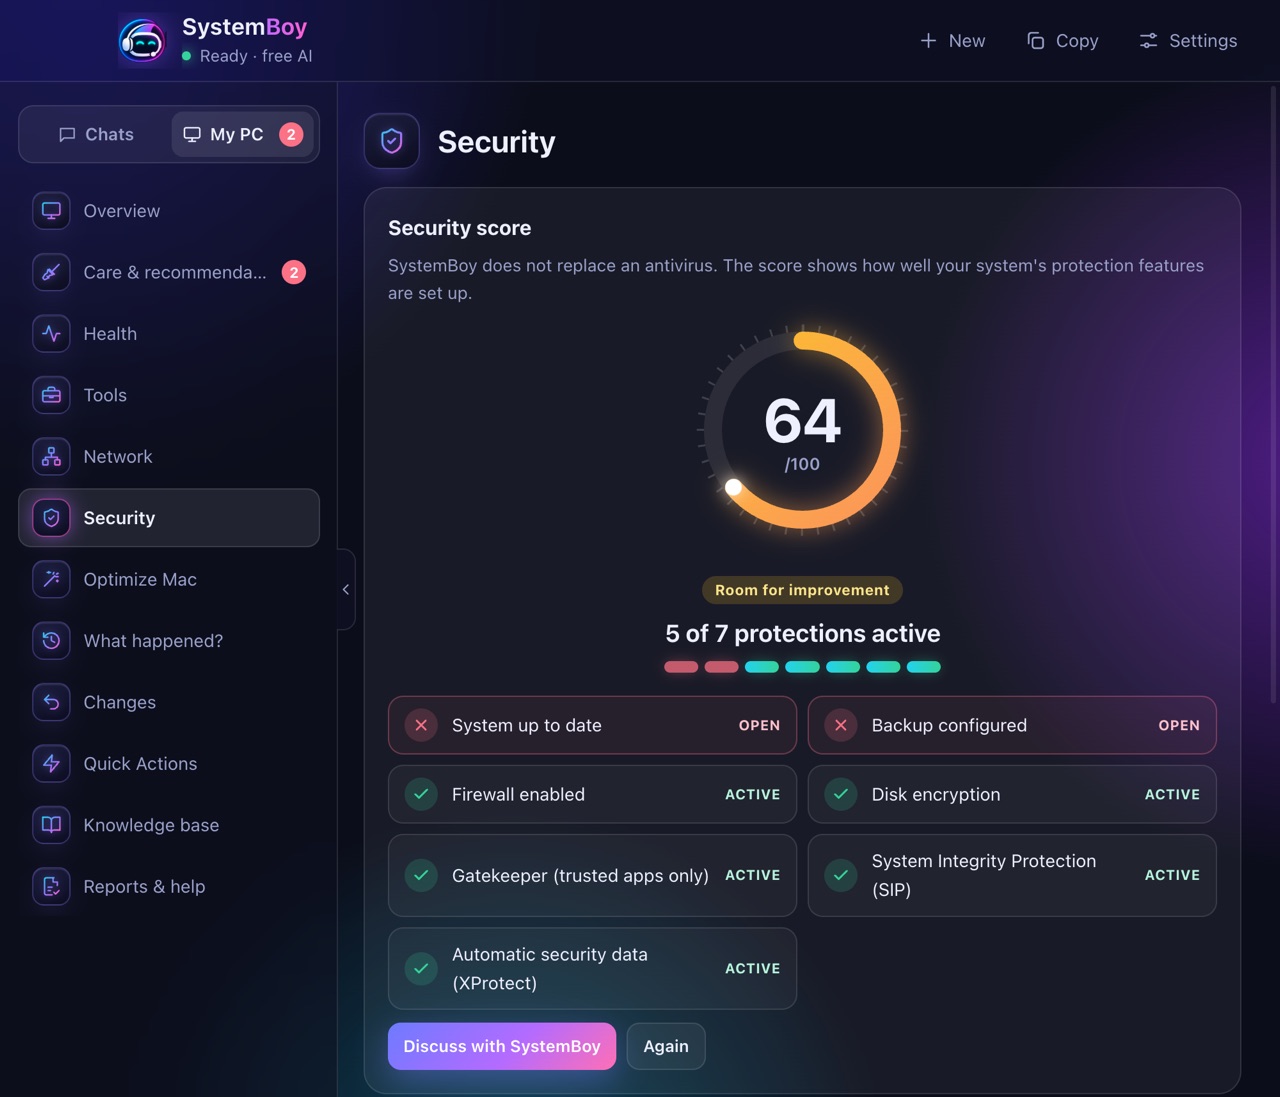 SystemBoy
Ready · free AI
New
Copy
Settings
Chats
My PC
2
Overview
Care & recommenda...
2
Health
Tools
Network
Security
Optimize Mac
What happened?
Changes
Quick Actions
Knowledge base
Reports & help
Security
Security score
SystemBoy does not replace an antivirus. The score shows how well your system's protection features
are set up.
64
/100
Room for improvement
5 of 7 protections active
System up to date
OPEN
Backup configured
OPEN
Firewall enabled
ACTIVE
Disk encryption
ACTIVE
Gatekeeper (trusted apps only)
ACTIVE
System Integrity Protection
(SIP)
ACTIVE
Automatic security data
(XProtect)
ACTIVE
Discuss with SystemBoy
Again